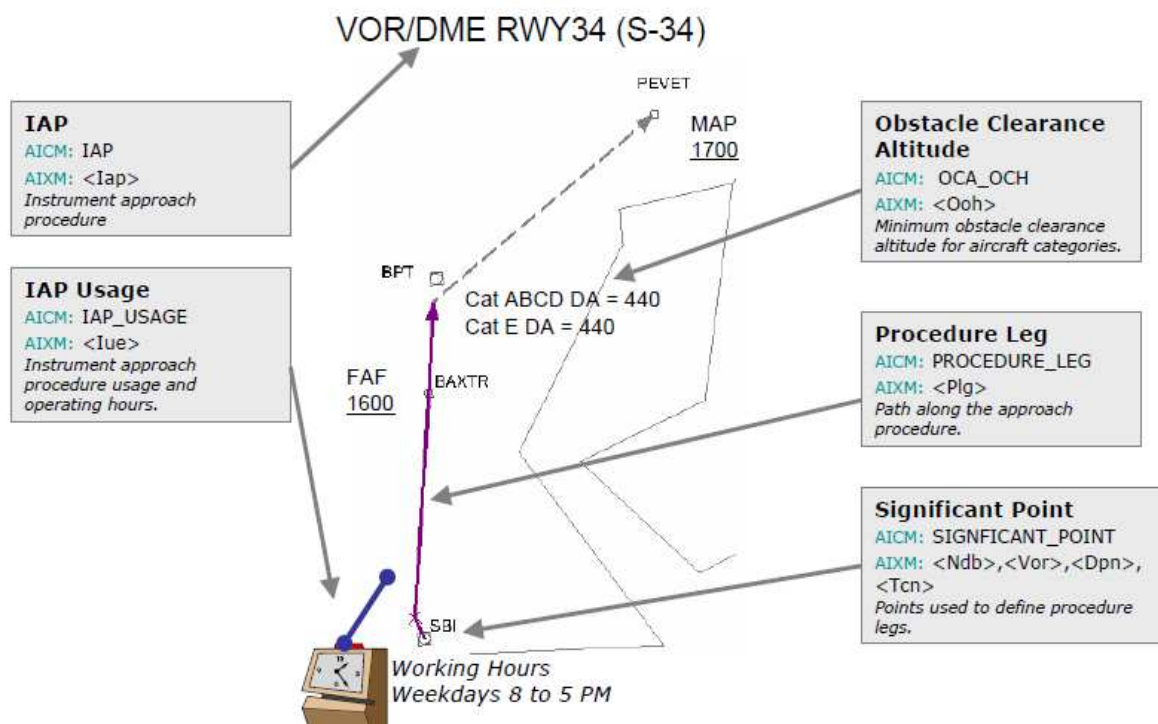 VOR/DME RWY34 (S-34)
IAP
AICM: IAP
AIXM: <Iap>
Instrument approach
procedure
IAP Usage
AICM: IAP_USAGE
AIXM: <Iue>
Instrument approach
procedure usage and
operating hours.
PEVET
MAP
1700
BPT
Cat ABCD DA = 440
Cat E DA = 440
FAF
1600
BAXTR
SBI
Working Hours
Weekdays 8 to 5 PM
Obstacle Clearance
Altitude
AICM: OCA_OCH
AIXM: <Ooh>
Minimum obstacle clearance
altitude for aircraft categories.
Procedure Leg
AICM: PROCEDURE_LEG
AIXM: <Plg>
Path along the approach
procedure.
Significant Point
AICM: SIGNFICANT_POINT
AIXM: <Ndb>,<Vor>,<Dpn>,
<Tcn>
Points used to define procedure
legs.